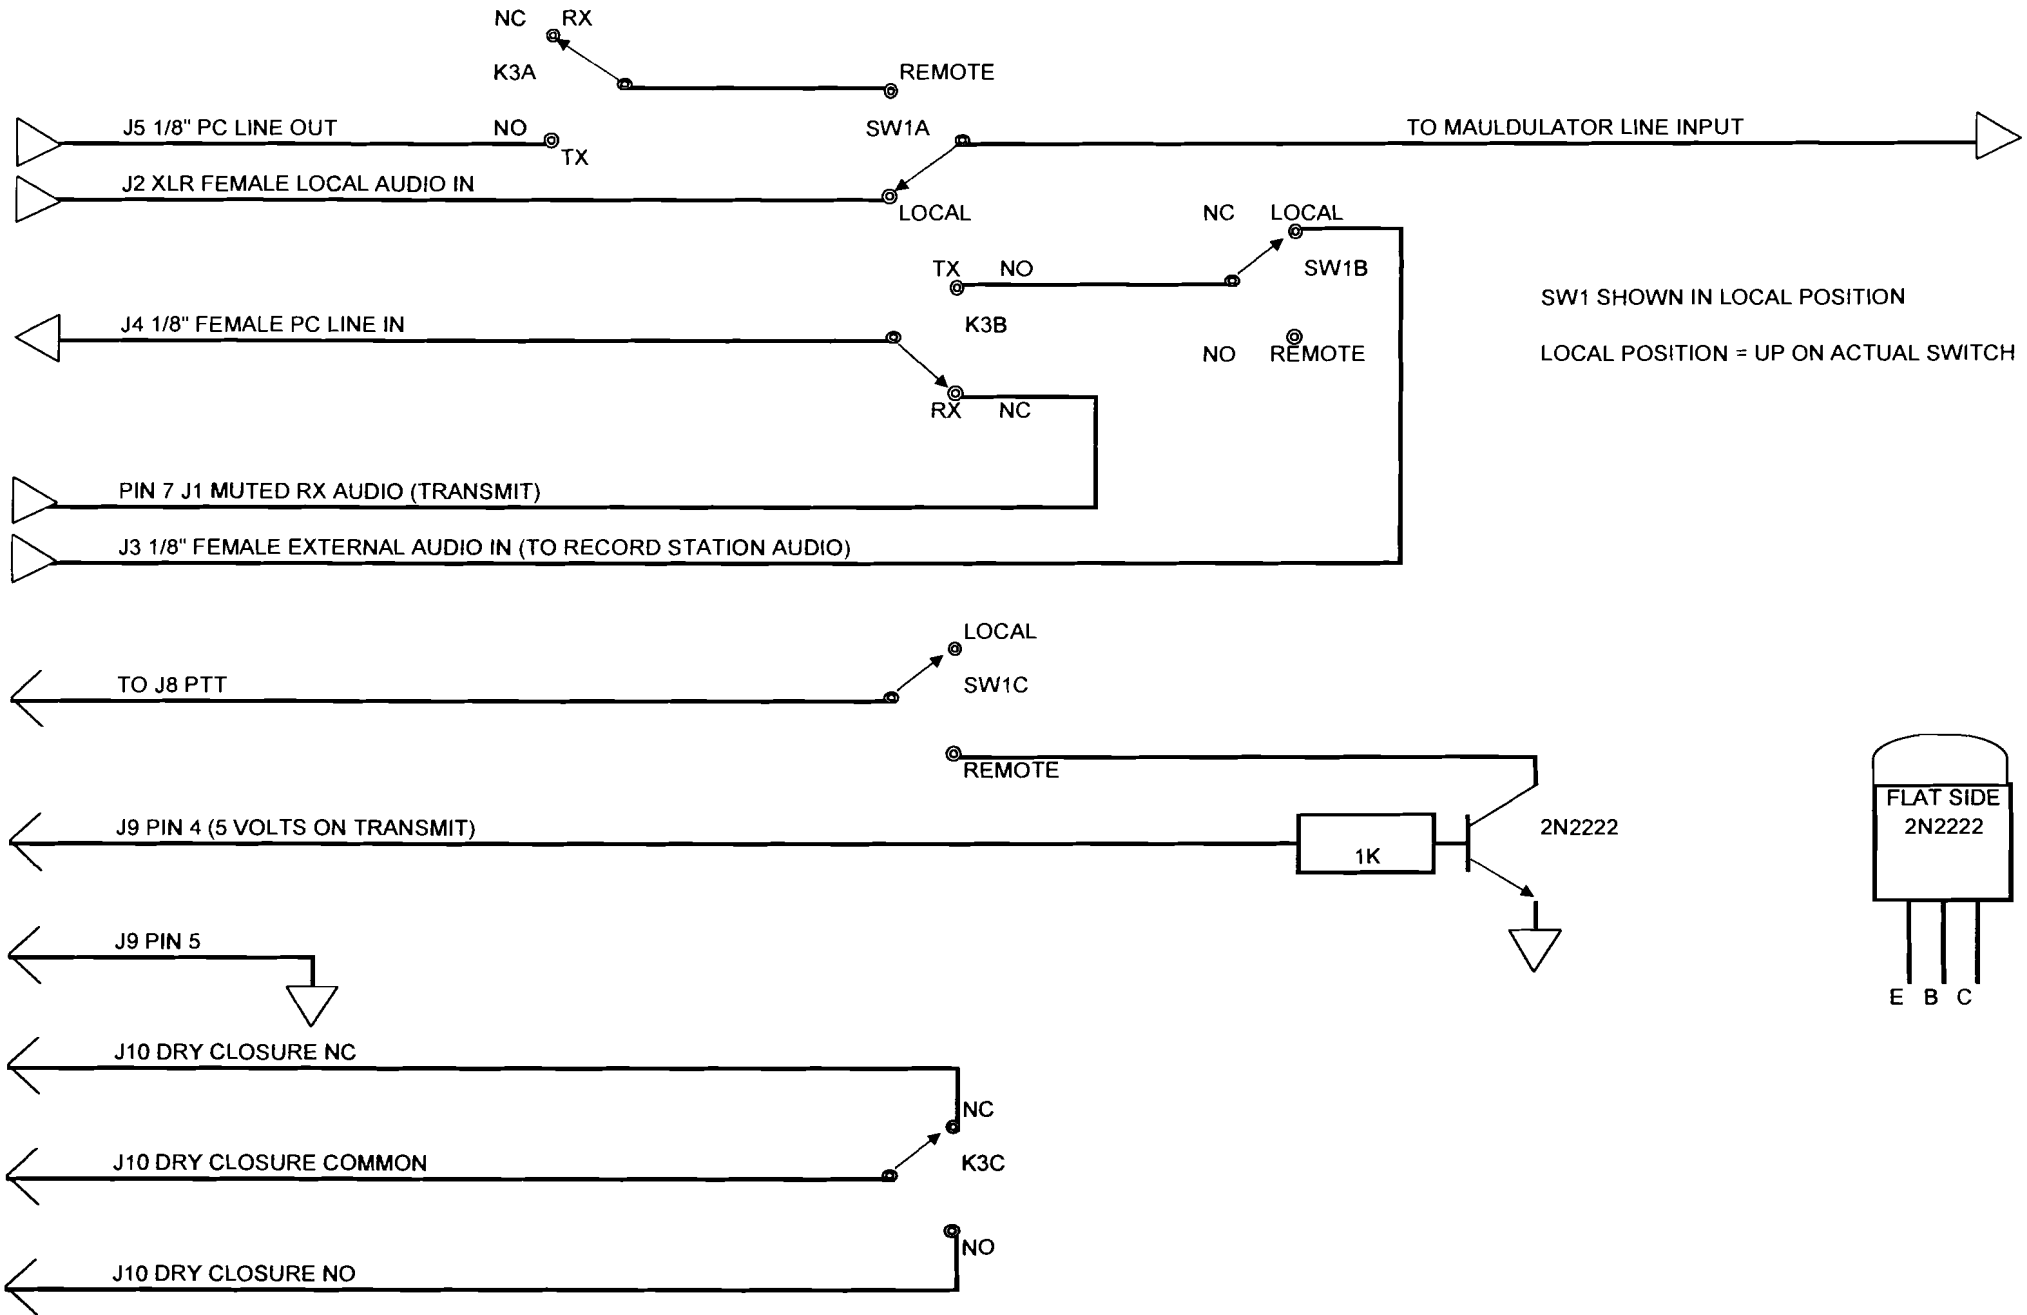 NC RX
K3A
REMOTE
J5 1/8" PC LINE OUT
NO
TX
SW1A
TO MAULDULATOR LINE INPUT
J2 XLR FEMALE LOCAL AUDIO IN
LOCAL
NC LOCAL
SW1B
TX NO
K3B
SW1 SHOWN IN LOCAL POSITION
J4 1/8" FEMALE PC LINE IN
NO REMOTE
LOCAL POSITION = UP ON ACTUAL SWITCH
RX NC
PIN 7 J1 MUTED RX AUDIO (TRANSMIT)
J3 1/8" FEMALE EXTERNAL AUDIO IN (TO RECORD STATION AUDIO)
LOCAL
TO J8 PTT
SW1C
REMOTE
J9 PIN 4 (5 VOLTS ON TRANSMIT)
1K
2N2222
FLAT SIDE
2N2222
E B C
J9 PIN 5
J10 DRY CLOSURE NC
NC
J10 DRY CLOSURE COMMON
K3C
NO
J10 DRY CLOSURE NO